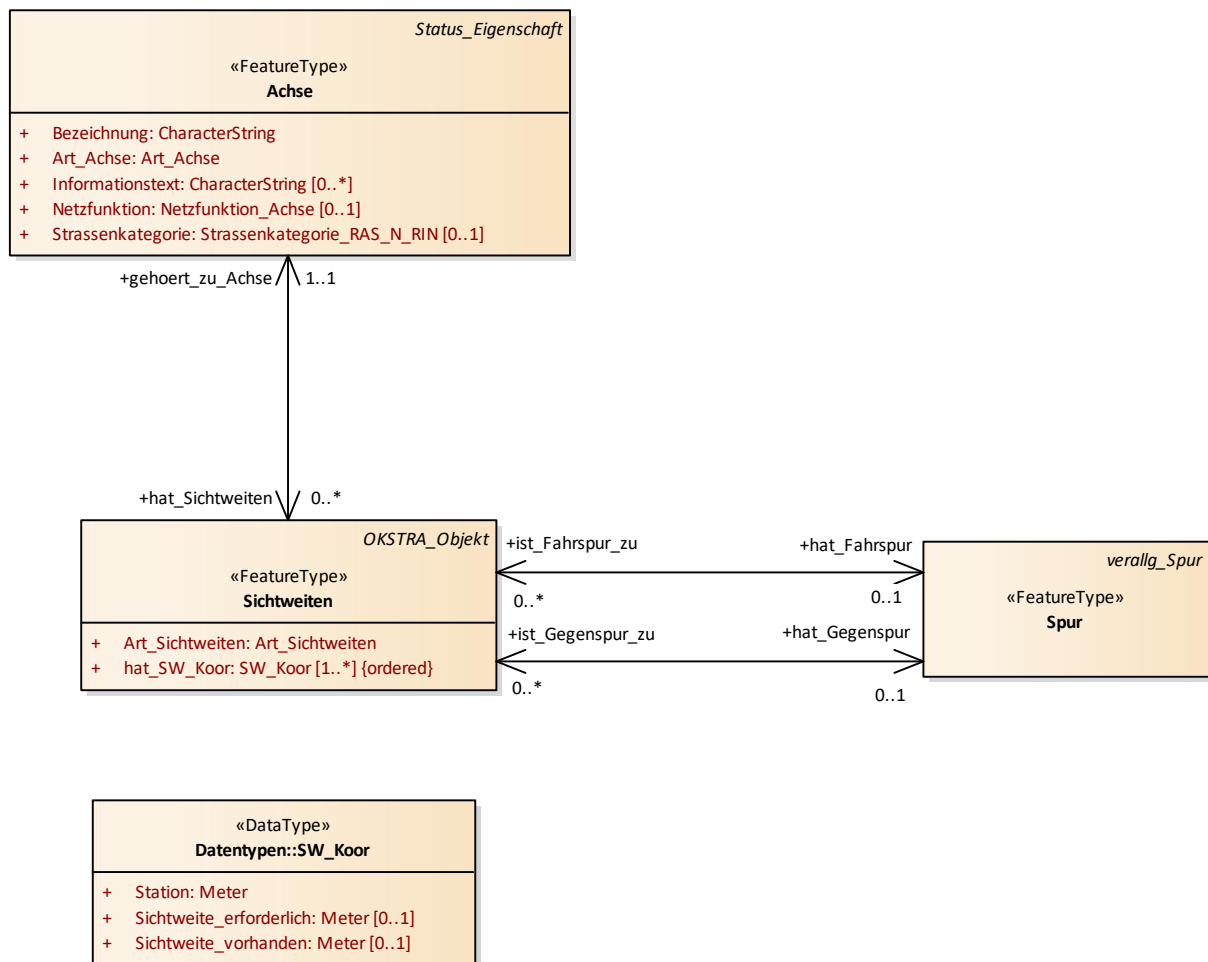 Status_Eigenschaft
«FeatureType»
Achse
+ Bezeichnung: CharacterString
+ Art_Achse: Art_Achse
+ Informationstext: CharacterString [0..*]
+ Netzfunktion: Netzfunktion_Achse [0..1]
+ Strassenkategorie: Strassenkategorie_RAS_N_RIN [0..1]
+gehoert_zu_Achse 1..1
+hat_Sichtweiten 0..*
OKSTRA_Objekt
«FeatureType»
Sichtweiten
+ Art_Sichtweiten: Art_Sichtweiten
+ hat_SW_Koor: SW_Koor [1..*] {ordered}
+ist_Fahrspur_zu +hat_Fahrspur
0..* 0..1
+ist_Gegenspur_zu +hat_Gegenspur
0..* 0..1
verallg_Spur
«FeatureType»
Spur
«DataType»
Datentypen::SW_Koor
+ Station: Meter
+ Sichtweite_erforderlich: Meter [0..1]
+ Sichtweite_vorhanden: Meter [0..1]